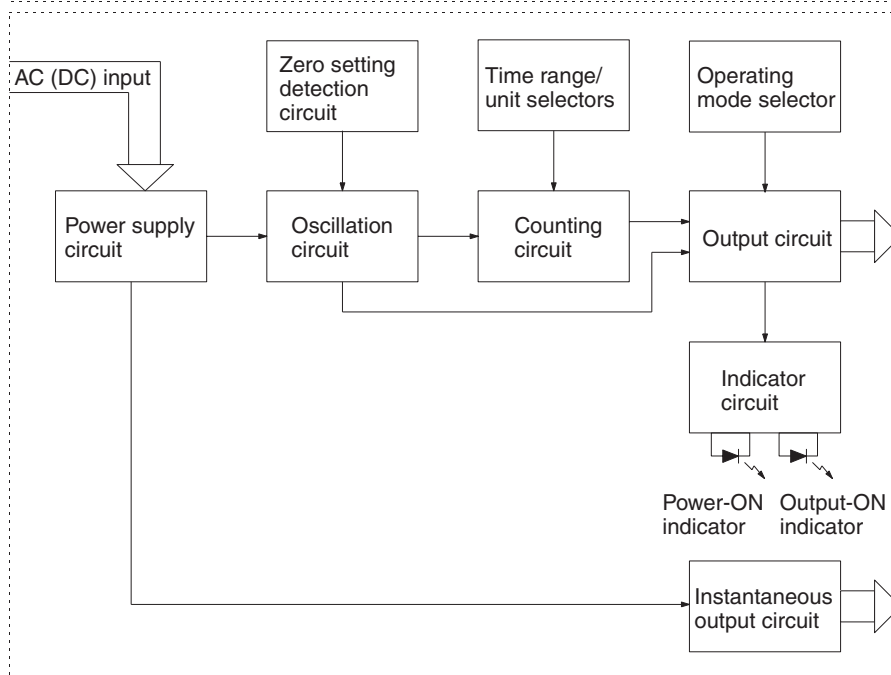 AC (DC) input
Zero setting
detection
circuit
Time range/
unit selectors
Operating
mode selector
Power supply
circuit
Oscillation
circuit
Counting
circuit
Output circuit
Indicator
circuit
Power-ON
indicator
Output-ON
indicator
Instantaneous
output circuit